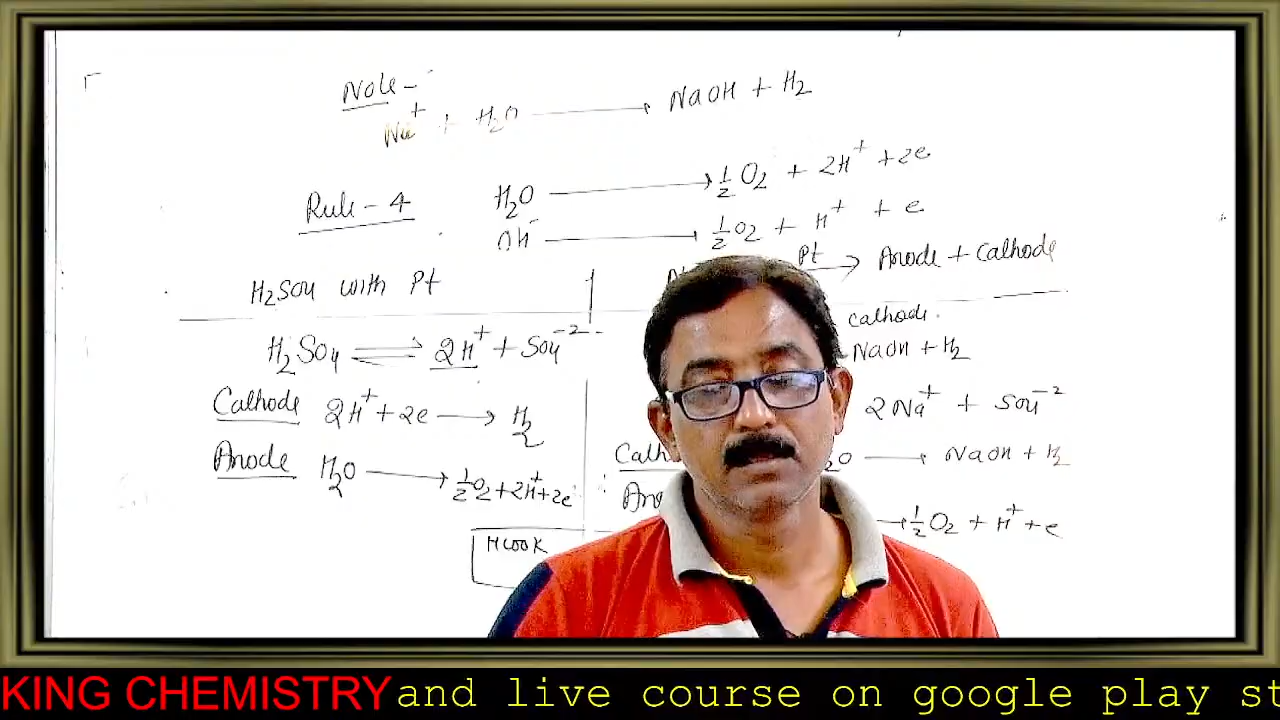 Note -
Na⁺ + H₂O ⟶ NaOH + H₂
Rule - 4
H₂O ⟶ ½O₂ + 2H⁺ + 2e
OH⁻ ⟶ ½O₂ + H⁺ + e
Pt ⟶ Anode + Cathode
H₂SO₄ with Pt
cathode.
H₂SO₄ ⇌ 2H⁺ + SO₄⁻²
NaOH + H₂
Cathode 2H⁺ + 2e ⟶ H₂
2Na⁺ + SO₄⁻²
Anode H₂O ⟶ ½O₂ + 2H⁺ + 2e
⟶ NaOH + H₂
⟶ ½O₂ + H⁺ + e
HCOOK
KING CHEMISTRY and live course on google play st